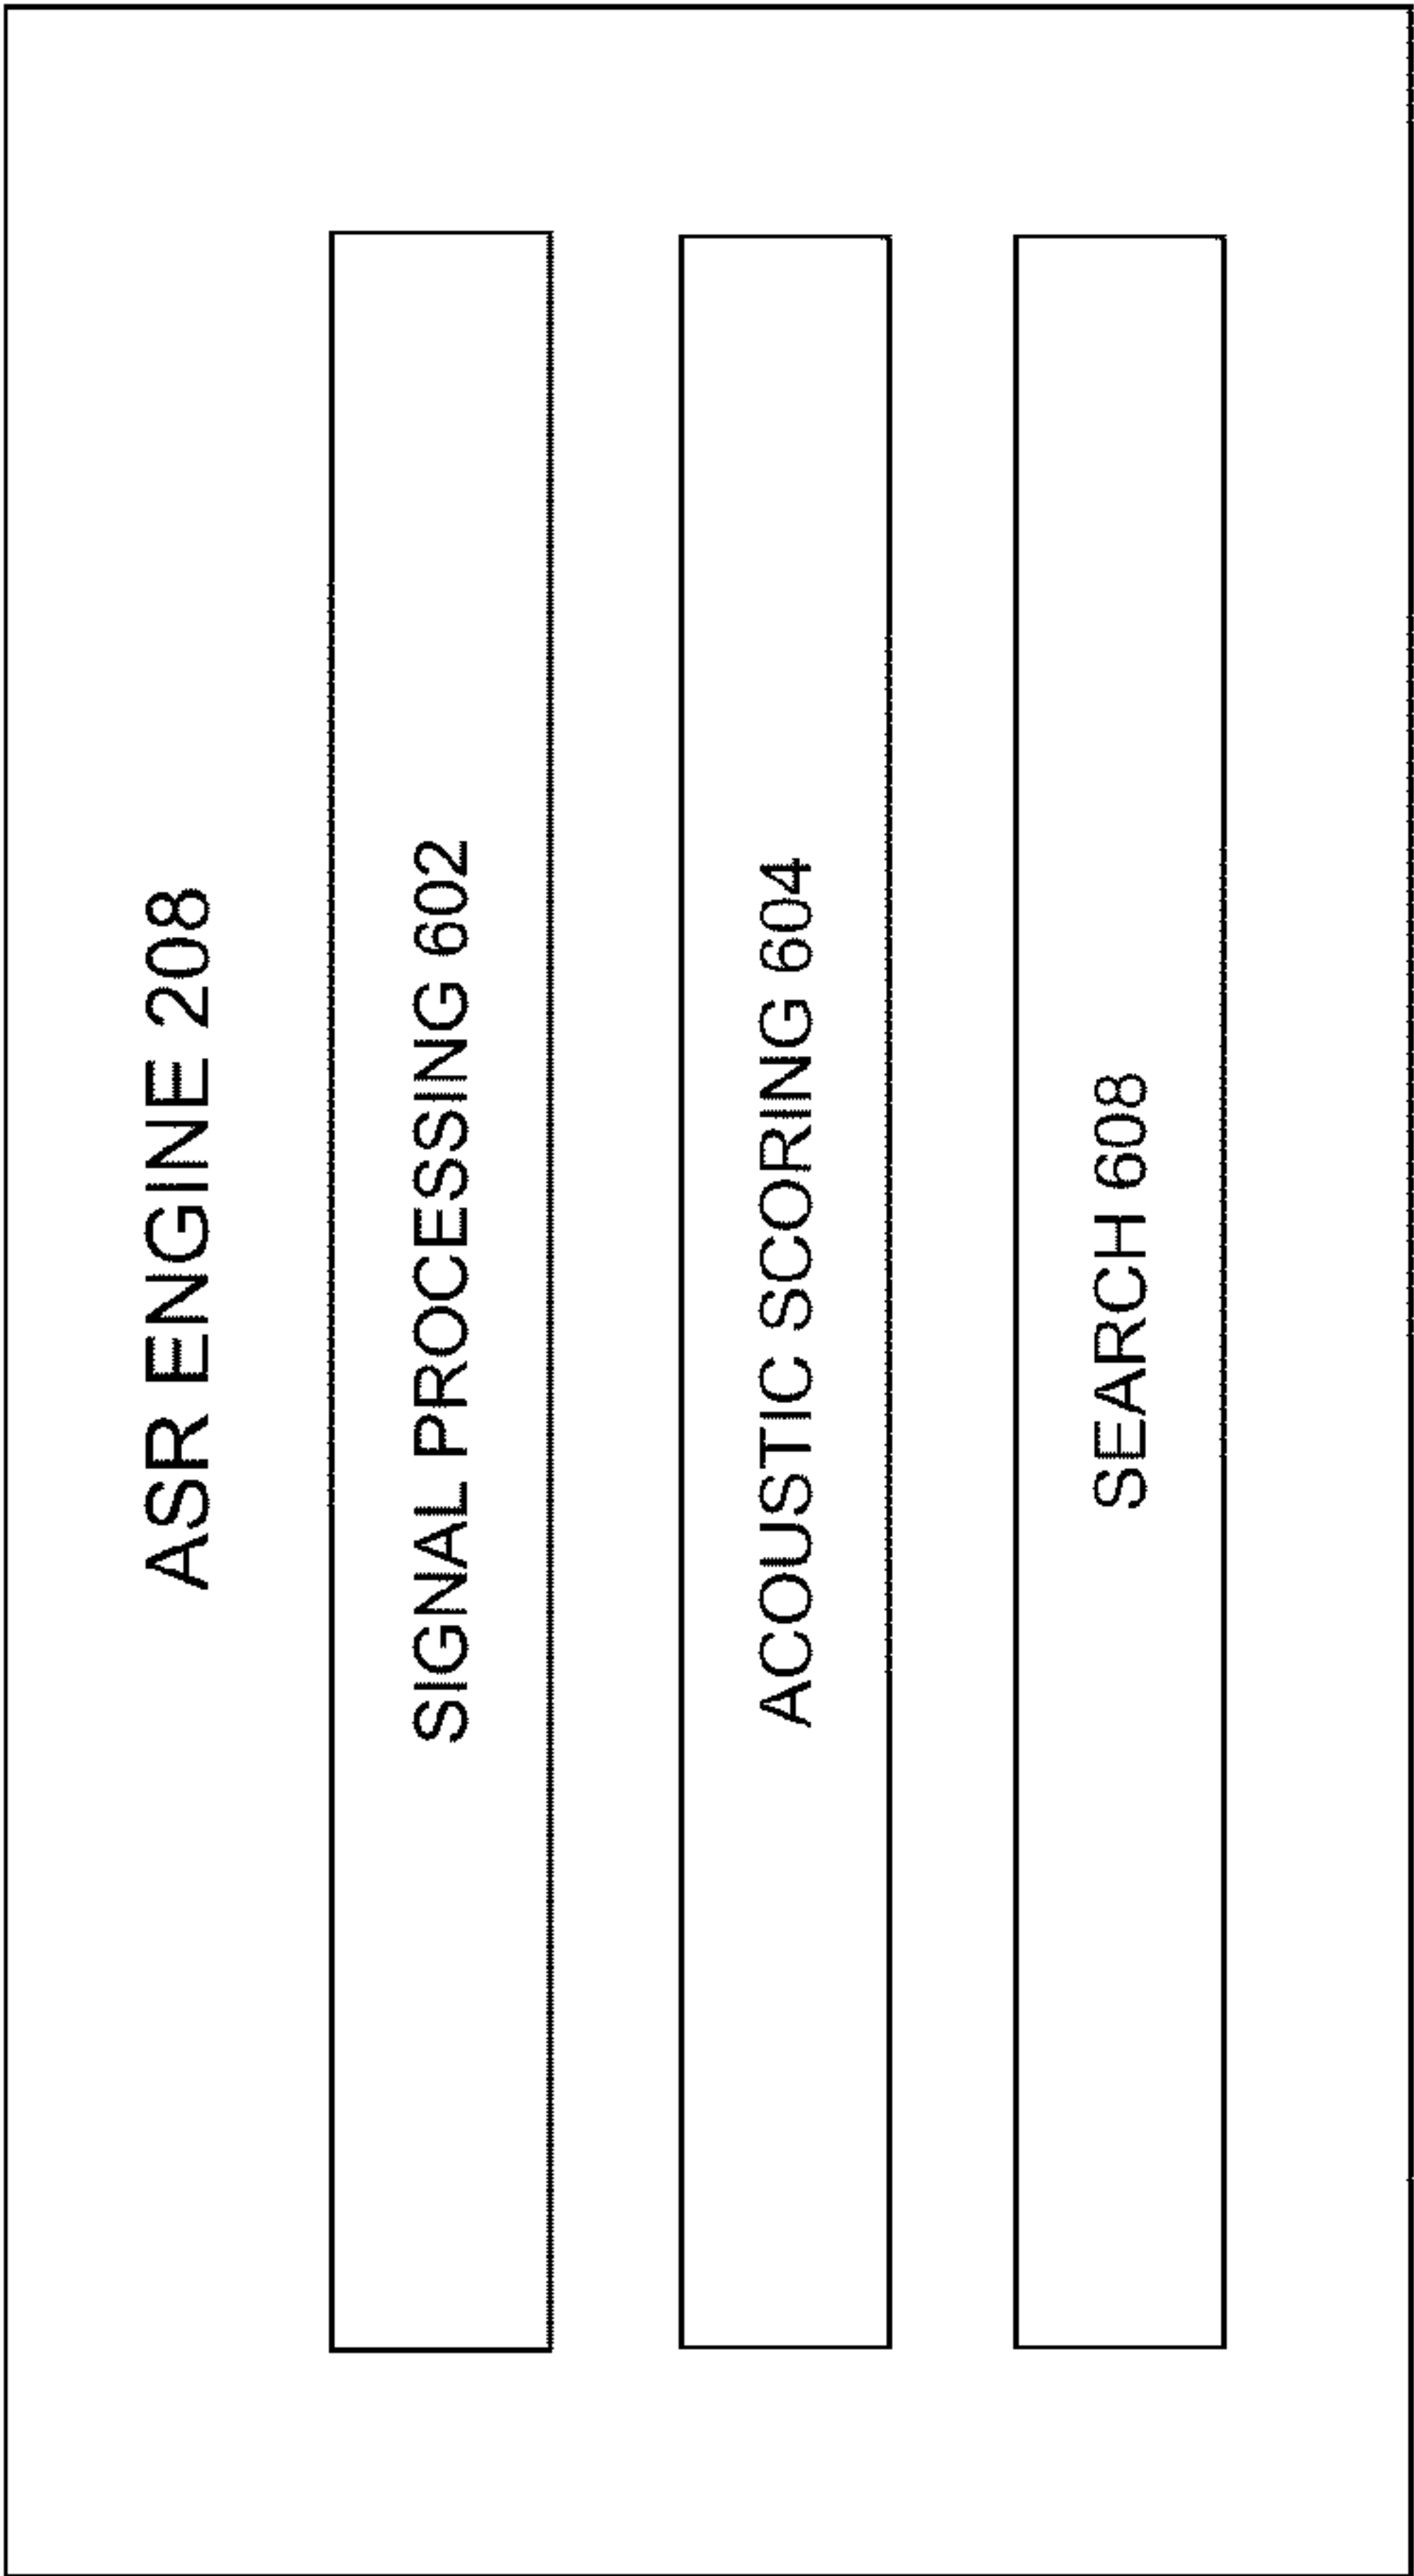 ASR ENGINE 208
SIGNAL PROCESSING 602
ACOUSTIC SCORING 604
SEARCH 608